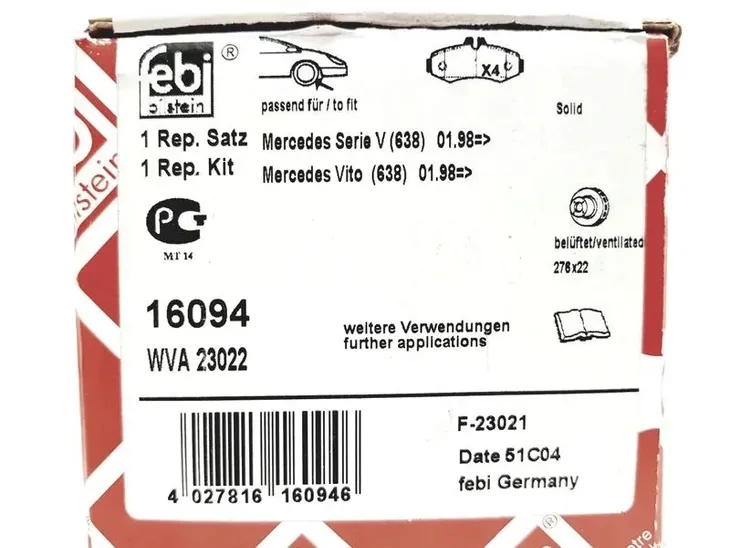 febi ®
bilstein
passend für / to fit
X4
Solid
1 Rep. Satz
1 Rep. Kit
Mercedes Serie V (638) 01.98=>
Mercedes Vito (638) 01.98=>
PG
MT 14
belüftet/ventilated
276x22
16094
WVA 23022
weitere Verwendungen
further applications
F-23021
Date 51C04
febi Germany
4 027816 160946
ilstein